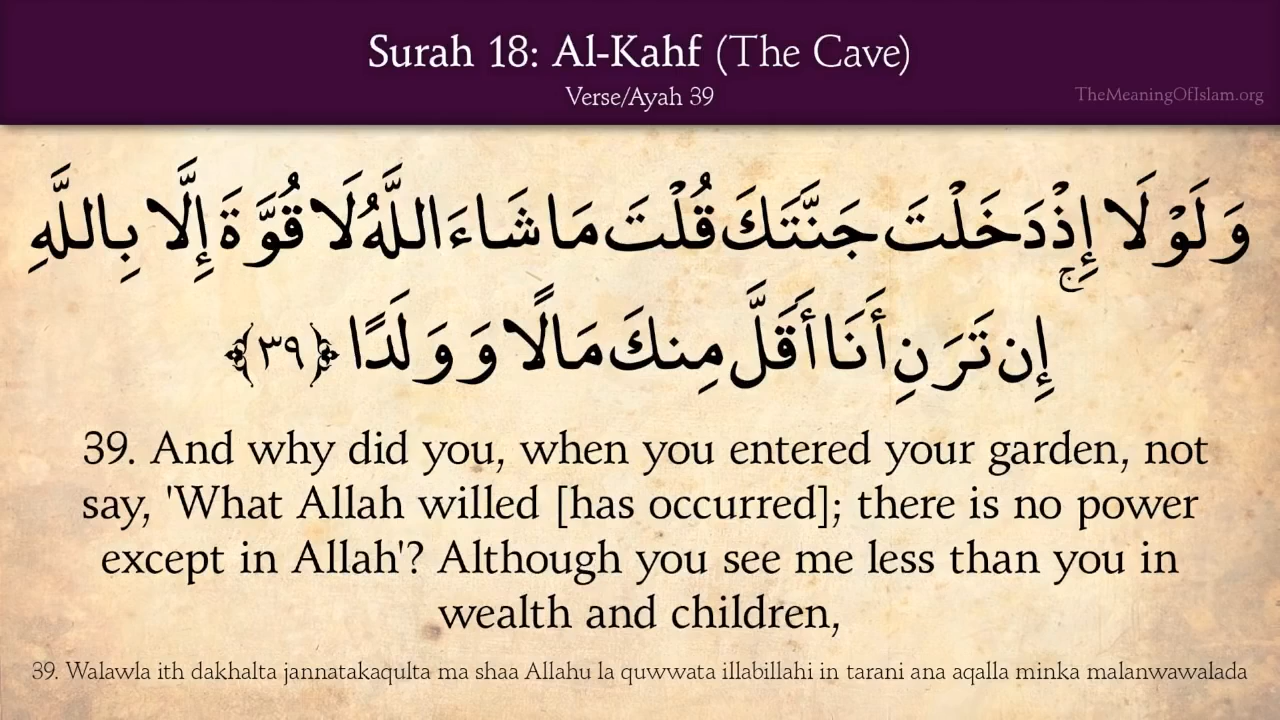 Surah 18: Al-Kahf (The Cave)
Verse/Ayah 39
TheMeaningOfIslam.org
وَلَوْلَا إِذْ دَخَلْتَ جَنَّتَكَ قُلْتَ مَا شَاءَ اللَّهُ لَا قُوَّةَ إِلَّا بِاللَّهِ ۚ
إِن تَرَنِ أَنَا أَقَلَّ مِنكَ مَالًا وَوَلَدًا ﴿٣٩﴾
39. And why did you, when you entered your garden, not
say, 'What Allah willed [has occurred]; there is no power
except in Allah'? Although you see me less than you in
wealth and children,
39. Walawla ith dakhalta jannatakaqulta ma shaa Allahu la quwwata illabillahi in tarani ana aqalla minka malanwawalada